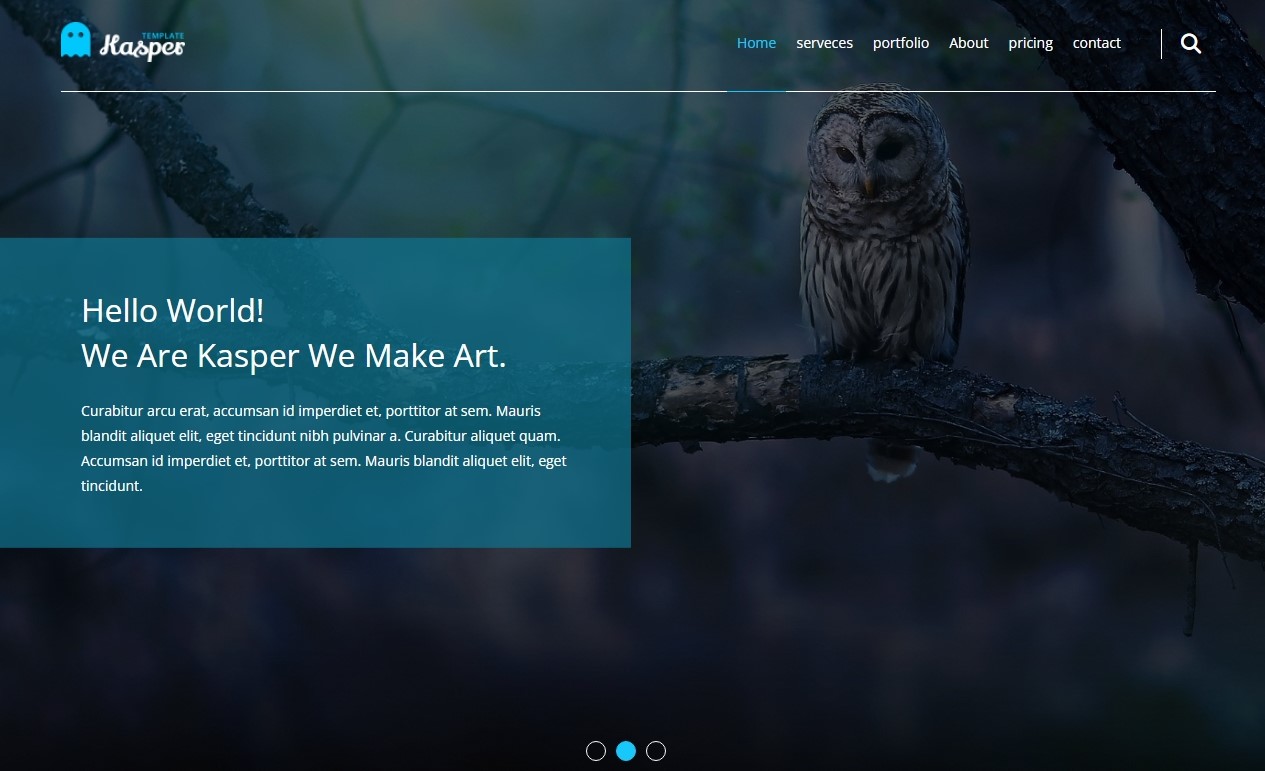 TEMPLATE
Kasper
Home serveces portfolio About pricing contact
Hello World!
We Are Kasper We Make Art.
Curabitur arcu erat, accumsan id imperdiet et, porttitor at sem. Mauris
blandit aliquet elit, eget tincidunt nibh pulvinar a. Curabitur aliquet quam.
Accumsan id imperdiet et, porttitor at sem. Mauris blandit aliquet elit, eget
tincidunt.